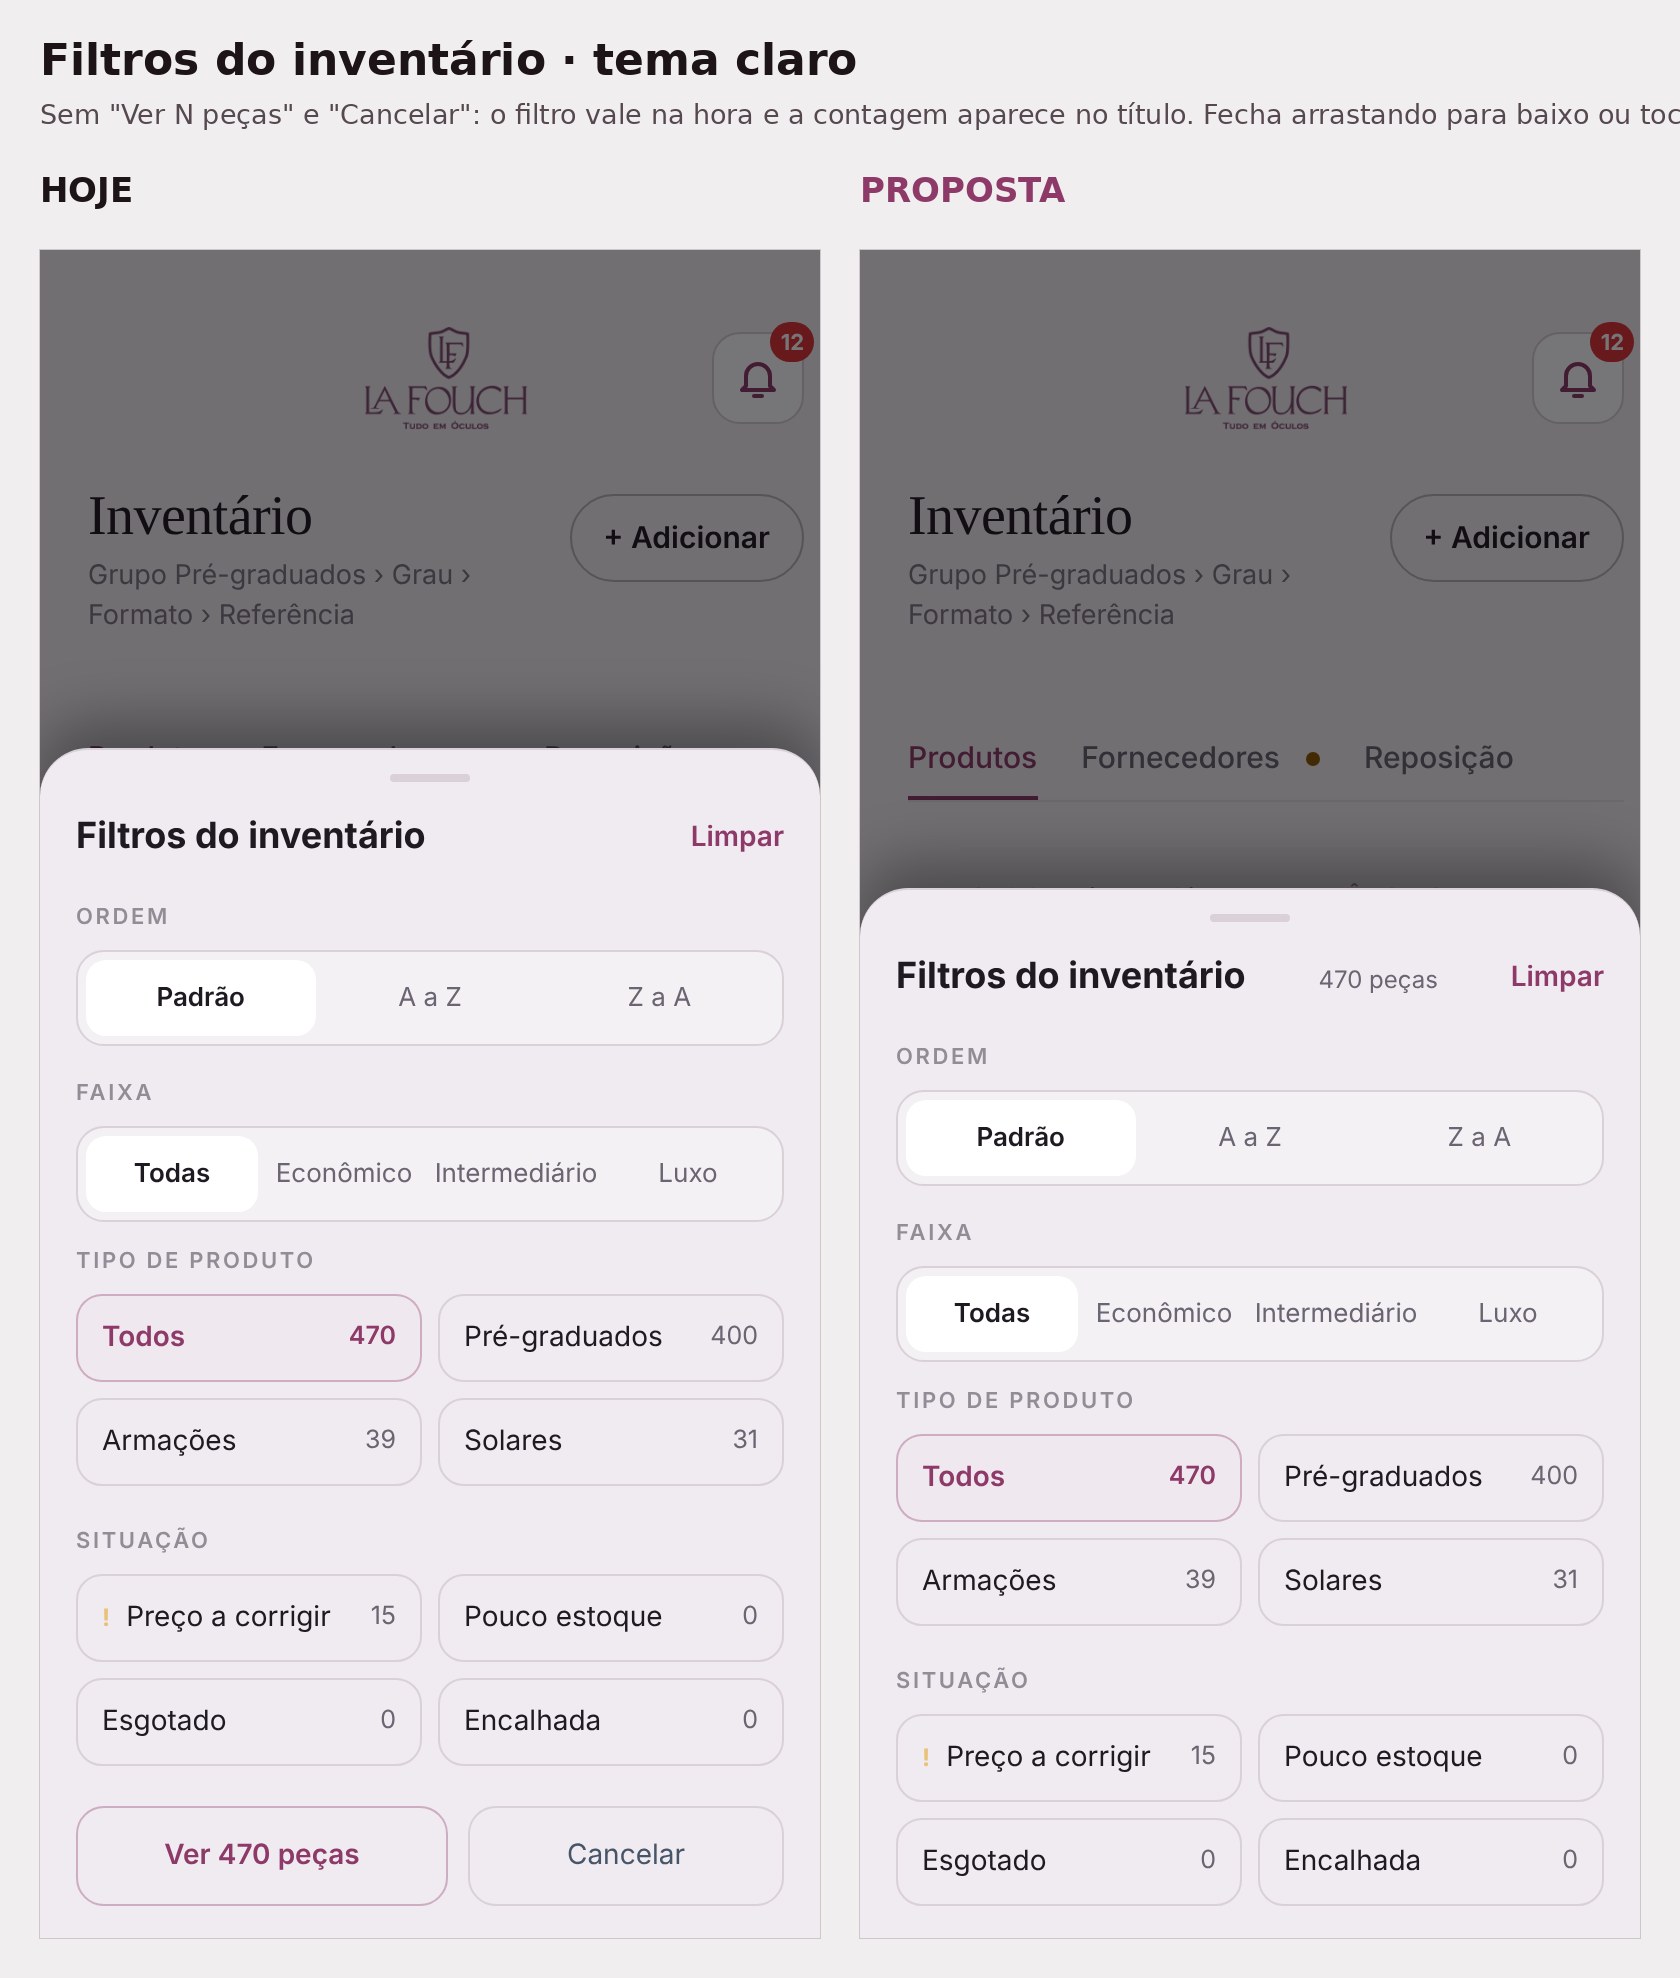 Filtros do inventário · tema claro
Sem "Ver N peças" e "Cancelar": o filtro vale na hora e a contagem aparece no título. Fecha arrastando para baixo ou toc
HOJE
LF
LA FOUCH
TUDO EM ÓCULOS
12
Inventário
+ Adicionar
Grupo Pré-graduados › Grau ›
Formato › Referência
Filtros do inventário
Limpar
ORDEM
Padrão
A a Z
Z a A
FAIXA
Todas
Econômico
Intermediário
Luxo
TIPO DE PRODUTO
Todos 470
Pré-graduados 400
Armações 39
Solares 31
SITUAÇÃO
! Preço a corrigir 15
Pouco estoque 0
Esgotado 0
Encalhada 0
Ver 470 peças
Cancelar
PROPOSTA
LF
LA FOUCH
TUDO EM ÓCULOS
12
Inventário
+ Adicionar
Grupo Pré-graduados › Grau ›
Formato › Referência
Produtos
Fornecedores
Reposição
Filtros do inventário
470 peças
Limpar
ORDEM
Padrão
A a Z
Z a A
FAIXA
Todas
Econômico
Intermediário
Luxo
TIPO DE PRODUTO
Todos 470
Pré-graduados 400
Armações 39
Solares 31
SITUAÇÃO
! Preço a corrigir 15
Pouco estoque 0
Esgotado 0
Encalhada 0